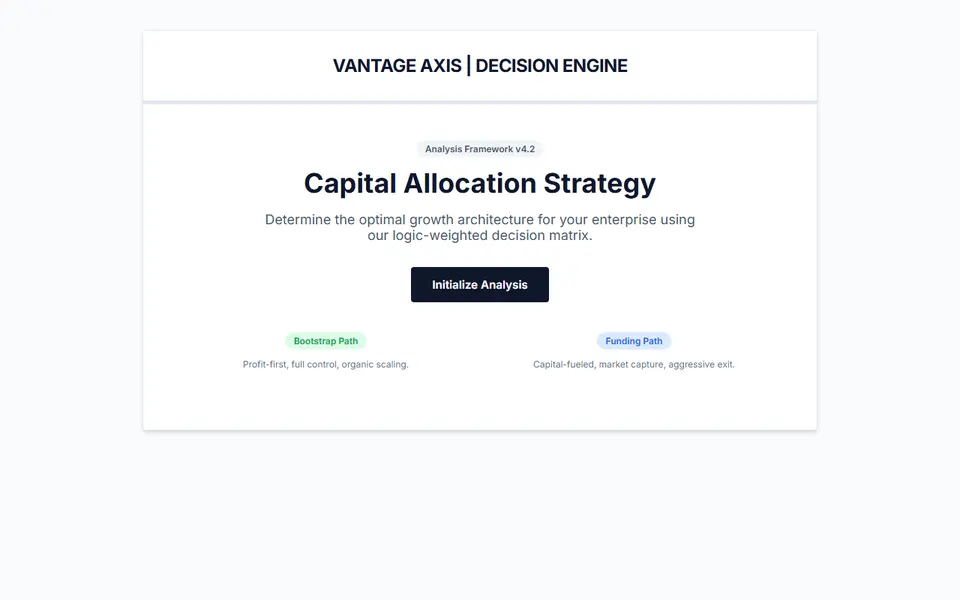 VANTAGE AXIS | DECISION ENGINE
Analysis Framework v4.2
Capital Allocation Strategy
Determine the optimal growth architecture for your enterprise using
our logic-weighted decision matrix.
Initialize Analysis
Bootstrap Path
Profit-first, full control, organic scaling.
Funding Path
Capital-fueled, market capture, aggressive exit.